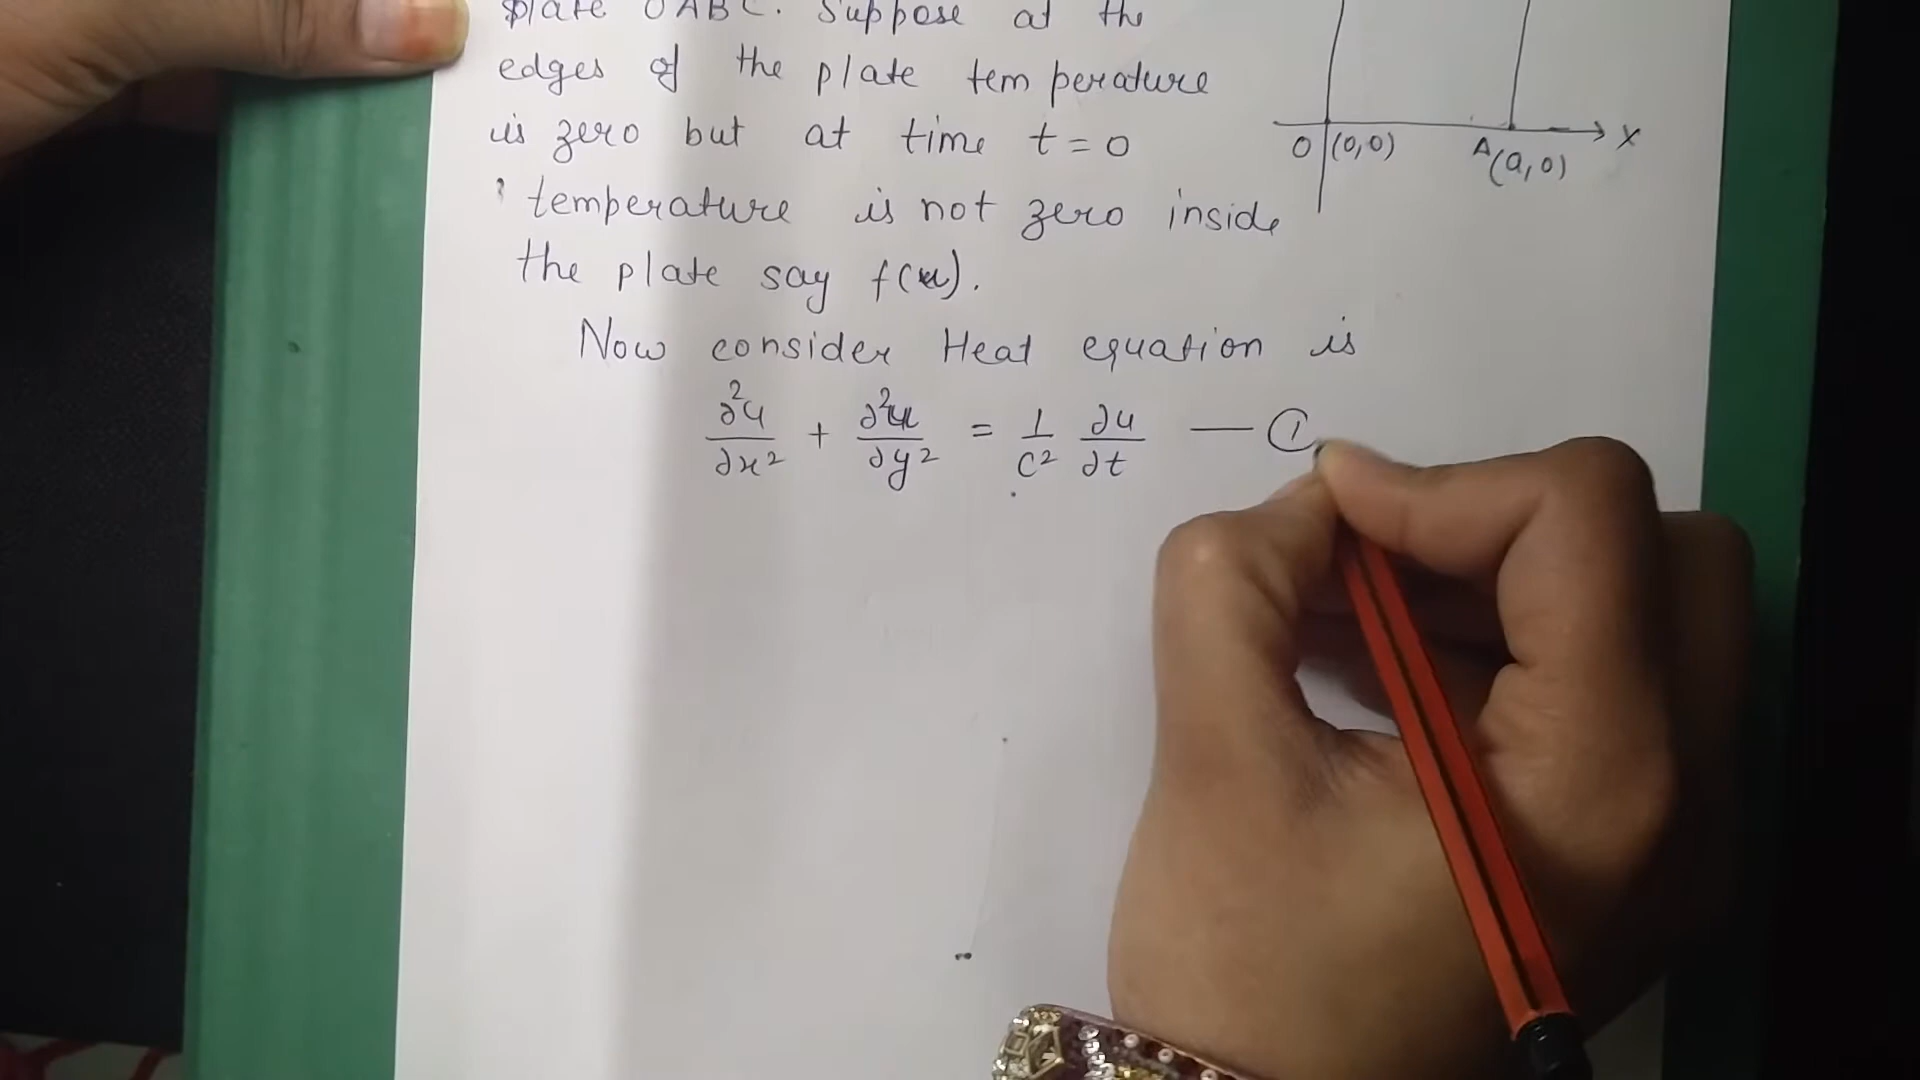 plate OABC. Suppose at the
edges of the plate temperature
is zero but at time t = 0
temperature is not zero inside
the plate say f(x).
Now consider Heat equation is
∂²u/∂x² + ∂²u/∂y² = 1/c² ∂u/∂t — ①
O (0,0)
A(a,0)
X